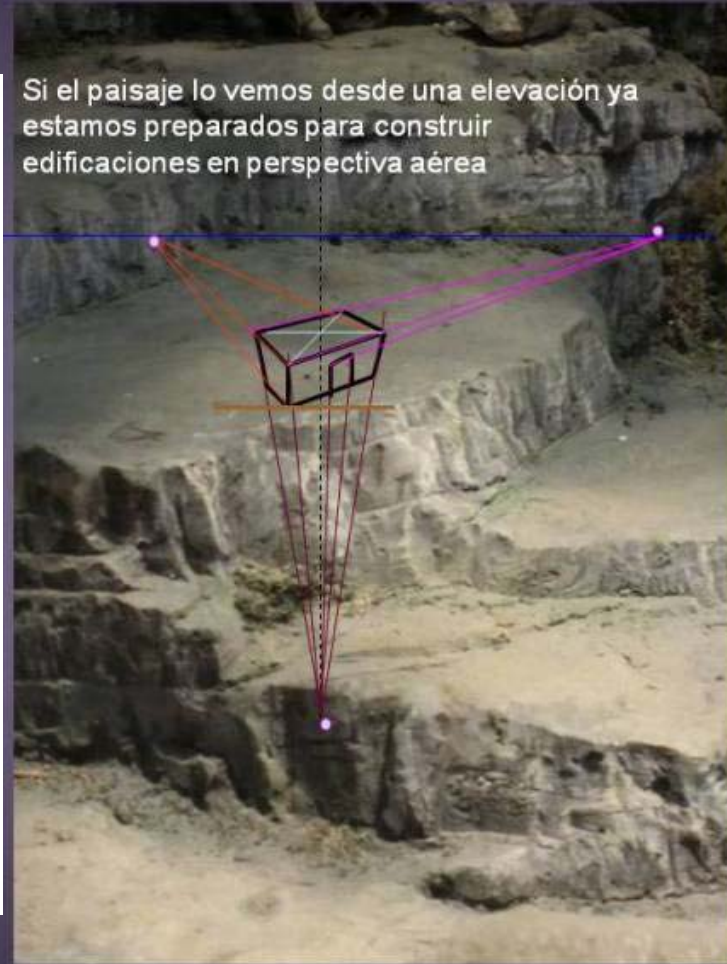 Si el paisaje lo vemos desde una elevación ya
estamos preparados para construir
edificaciones en perspectiva aérea